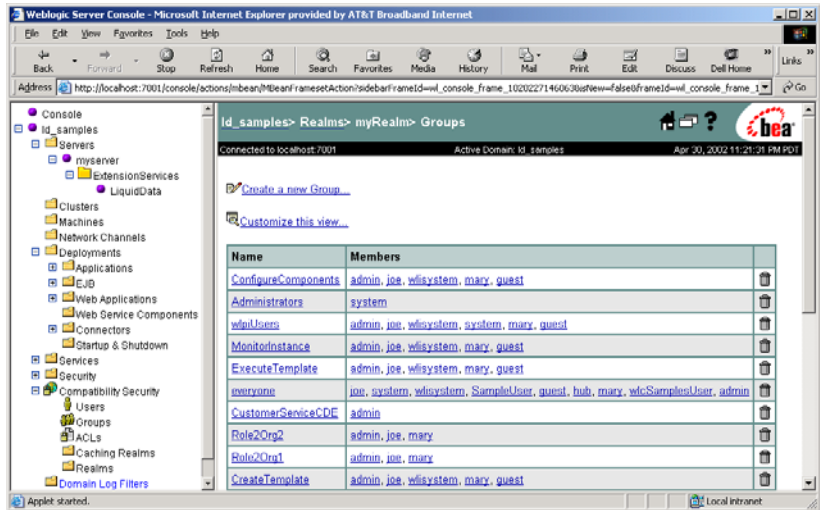 Weblogic Server Console - Microsoft Internet Explorer provided by AT&T Broadband Internet
File Edit View Favorites Tools Help
Back Forward Stop Refresh Home Search Favorites Media History Mail Print Edit Discuss Dell Home » Links »
Address http://localhost:7001/console/actions/mbean/MBeanFramesetAction?sidebarFrameId=wl_console_frame_1020227146063&isNew=false&frameId=wl_console_frame_1 Go
Console
ld_samples
Servers
myserver
ExtensionServices
LiquidData
Clusters
Machines
Network Channels
Deployments
Applications
EJB
Web Applications
Web Service Components
Connectors
Startup & Shutdown
Services
Security
Compatibility Security
Users
Groups
ACLs
Caching Realms
Realms
Domain Log Filters
ld_samples> Realms> myRealm> Groups
? bea
Connected to localhost:7001 Active Domain: ld_samples Apr 30, 2002 11:21:31 PM PDT
Create a new Group...
Customize this view...
Name Members
ConfigureComponents admin, joe, wlisystem, mary, guest
Administrators system
wlpiUsers admin, joe, wlisystem, system, mary, guest
MonitorInstance admin, joe, wlisystem, mary, guest
ExecuteTemplate admin, joe, wlisystem, mary, guest
everyone joe, system, wlisystem, SampleUser, guest, hub, mary, wlcSamplesUser, admin
CustomerServiceCDE admin
Role2Org2 admin, joe, mary
Role2Org1 admin, joe, mary
CreateTemplate admin, joe, wlisystem, mary, guest
Applet started. Local intranet